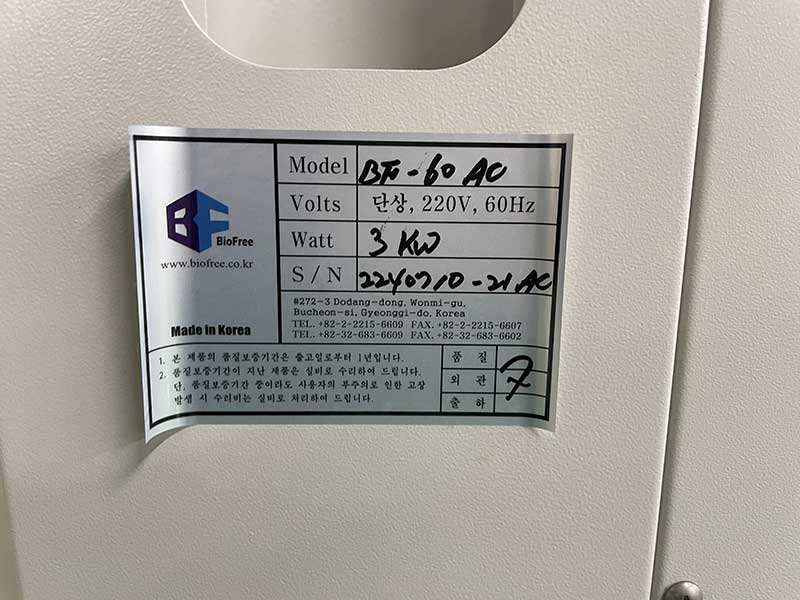 BF
BioFree
www.biofree.co.kr
Made in Korea
Model BF-60 AC
Volts 단상, 220V, 60Hz
Watt 3 KW
S / N 2240710-21 AC
#272-3 Dodang-dong, Wonmi-gu,
Bucheon-si, Gyeonggi-do, Korea
TEL. +82-2-2215-6609 FAX. +82-2-2215-6607
TEL. +82-32-683-6609 FAX. +82-32-683-6602
1. 본 제품의 품질보증기간은 출고일로부터 1년입니다.
2. 품질보증기간이 지난 제품은 실비로 수리하여 드립니다.
단, 품질보증기간 중이라도 사용자의 부주의로 인한 고장
발생 시 수리비는 실비로 처리하여 드립니다.
품 질
외 관
출 하